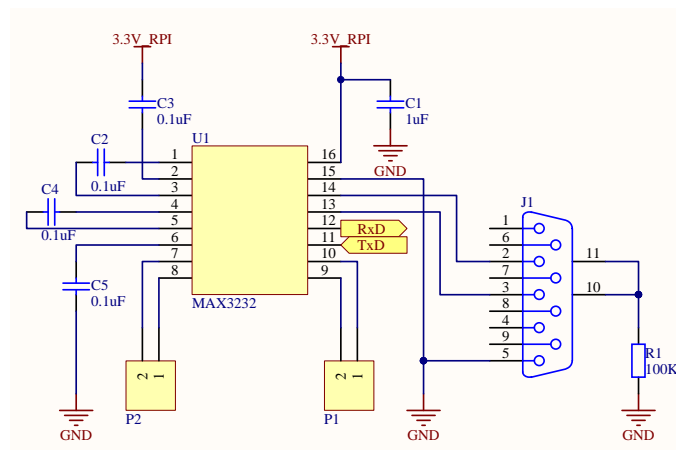 3.3V_RPI
3.3V_RPI
C3
0.1uF
C1
1uF
GND
C2
0.1uF
C4
0.1uF
C5
0.1uF
GND
U1
1
2
3
4
5
6
7
8
16
15
14
13
12
11
10
9
MAX3232
RxD
TxD
2
1
P2
2
1
P1
GND
J1
1
6
2
7
3
8
4
9
5
11
10
R1
100K
GND